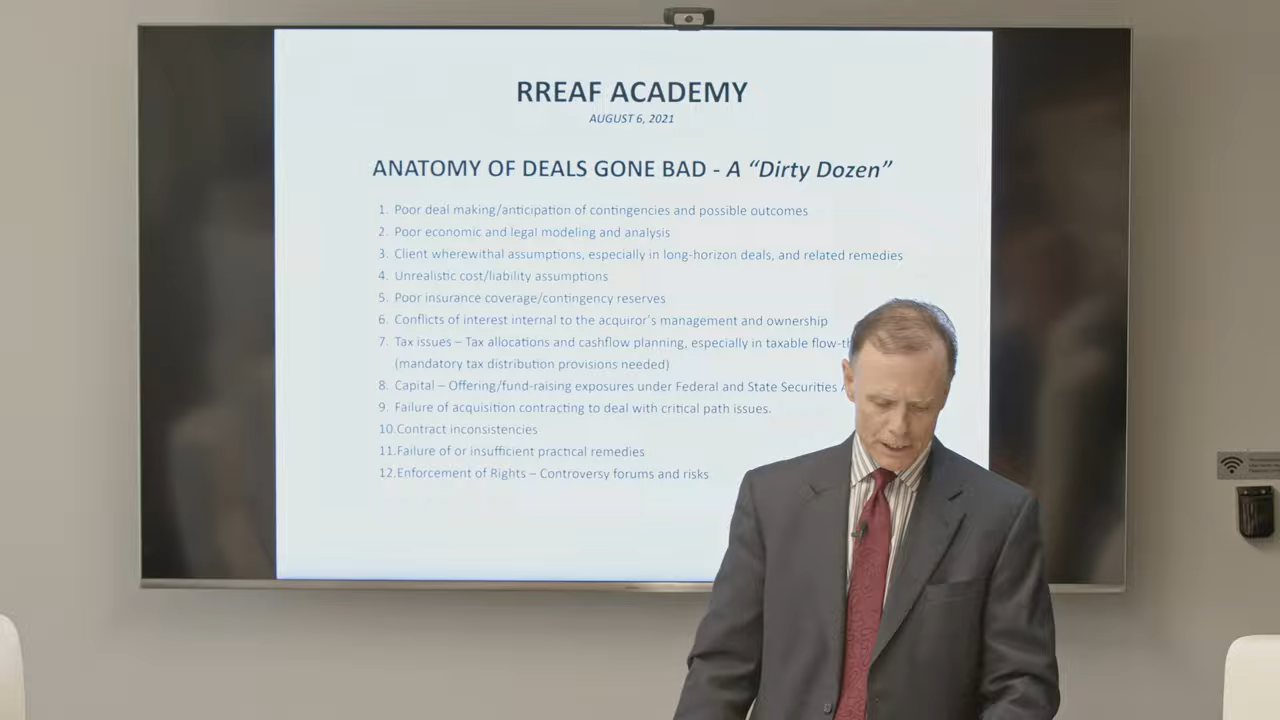 RREAF ACADEMY
AUGUST 6, 2021
ANATOMY OF DEALS GONE BAD - A “Dirty Dozen”
1. Poor deal making/anticipation of contingencies and possible outcomes
2. Poor economic and legal modeling and analysis
3. Client wherewithal assumptions, especially in long-horizon deals, and related remedies
4. Unrealistic cost/liability assumptions
5. Poor insurance coverage/contingency reserves
6. Conflicts of interest internal to the acquiror’s management and ownership
7. Tax issues – Tax allocations and cashflow planning, especially in taxable
(mandatory tax distribution provisions needed)
8. Capital – Offering/fund-raising exposures under Federal and State Securities
9. Failure of acquisition contracting to deal with critical path issues.
10.Contract inconsistencies
11.Failure of or insufficient practical remedies
12.Enforcement of Rights – Controversy forums and risks